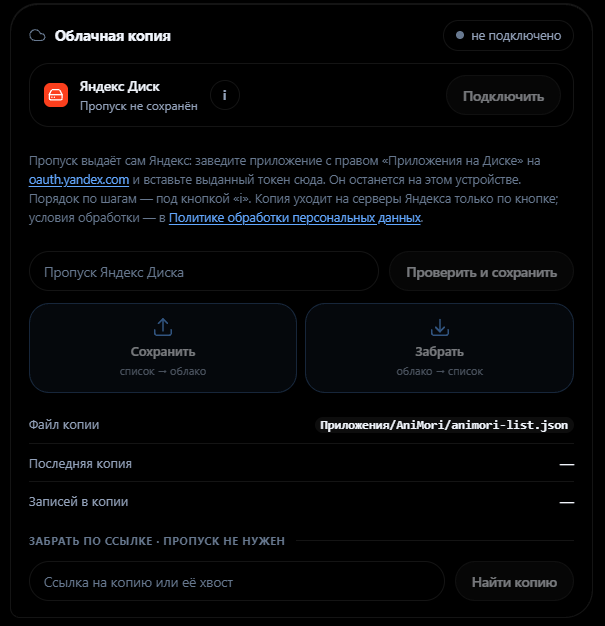 Облачная копия
не подключено
Яндекс Диск
Пропуск не сохранён
i
Подключить
Пропуск выдаёт сам Яндекс: заведите приложение с правом «Приложения на Диске» на
oauth.yandex.com и вставьте выданный токен сюда. Он останется на этом устройстве.
Порядок по шагам — под кнопкой «i». Копия уходит на серверы Яндекса только по кнопке;
условия обработки — в Политике обработки персональных данных.
Пропуск Яндекс Диска
Проверить и сохранить
Сохранить
список → облако
Забрать
облако → список
Файл копии
Приложения/AniMori/animori-list.json
Последняя копия
—
Записей в копии
—
ЗАБРАТЬ ПО ССЫЛКЕ · ПРОПУСК НЕ НУЖЕН
Ссылка на копию или её хвост
Найти копию